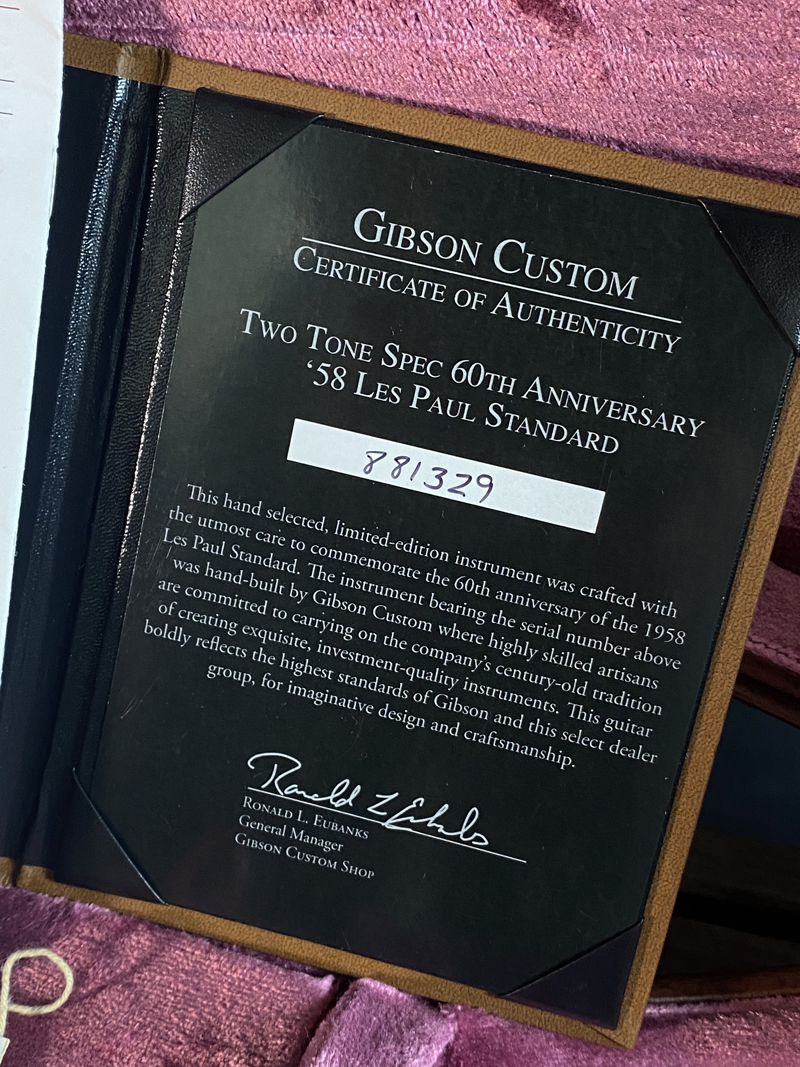 GIBSON CUSTOM
CERTIFICATE OF AUTHENTICITY
TWO TONE SPEC 60TH ANNIVERSARY
‘58 LES PAUL STANDARD
881329
This hand selected, limited-edition instrument was crafted with
the utmost care to commemorate the 60th anniversary of the 1958
Les Paul Standard. The instrument bearing the serial number above
was hand-built by Gibson Custom where highly skilled artisans
are committed to carrying on the company's century-old tradition
of creating exquisite, investment-quality instruments. This guitar
boldly reflects the highest standards of Gibson and this select dealer
group, for imaginative design and craftsmanship.
Ronald L Eubanks
RONALD L. EUBANKS
General Manager
GIBSON CUSTOM SHOP